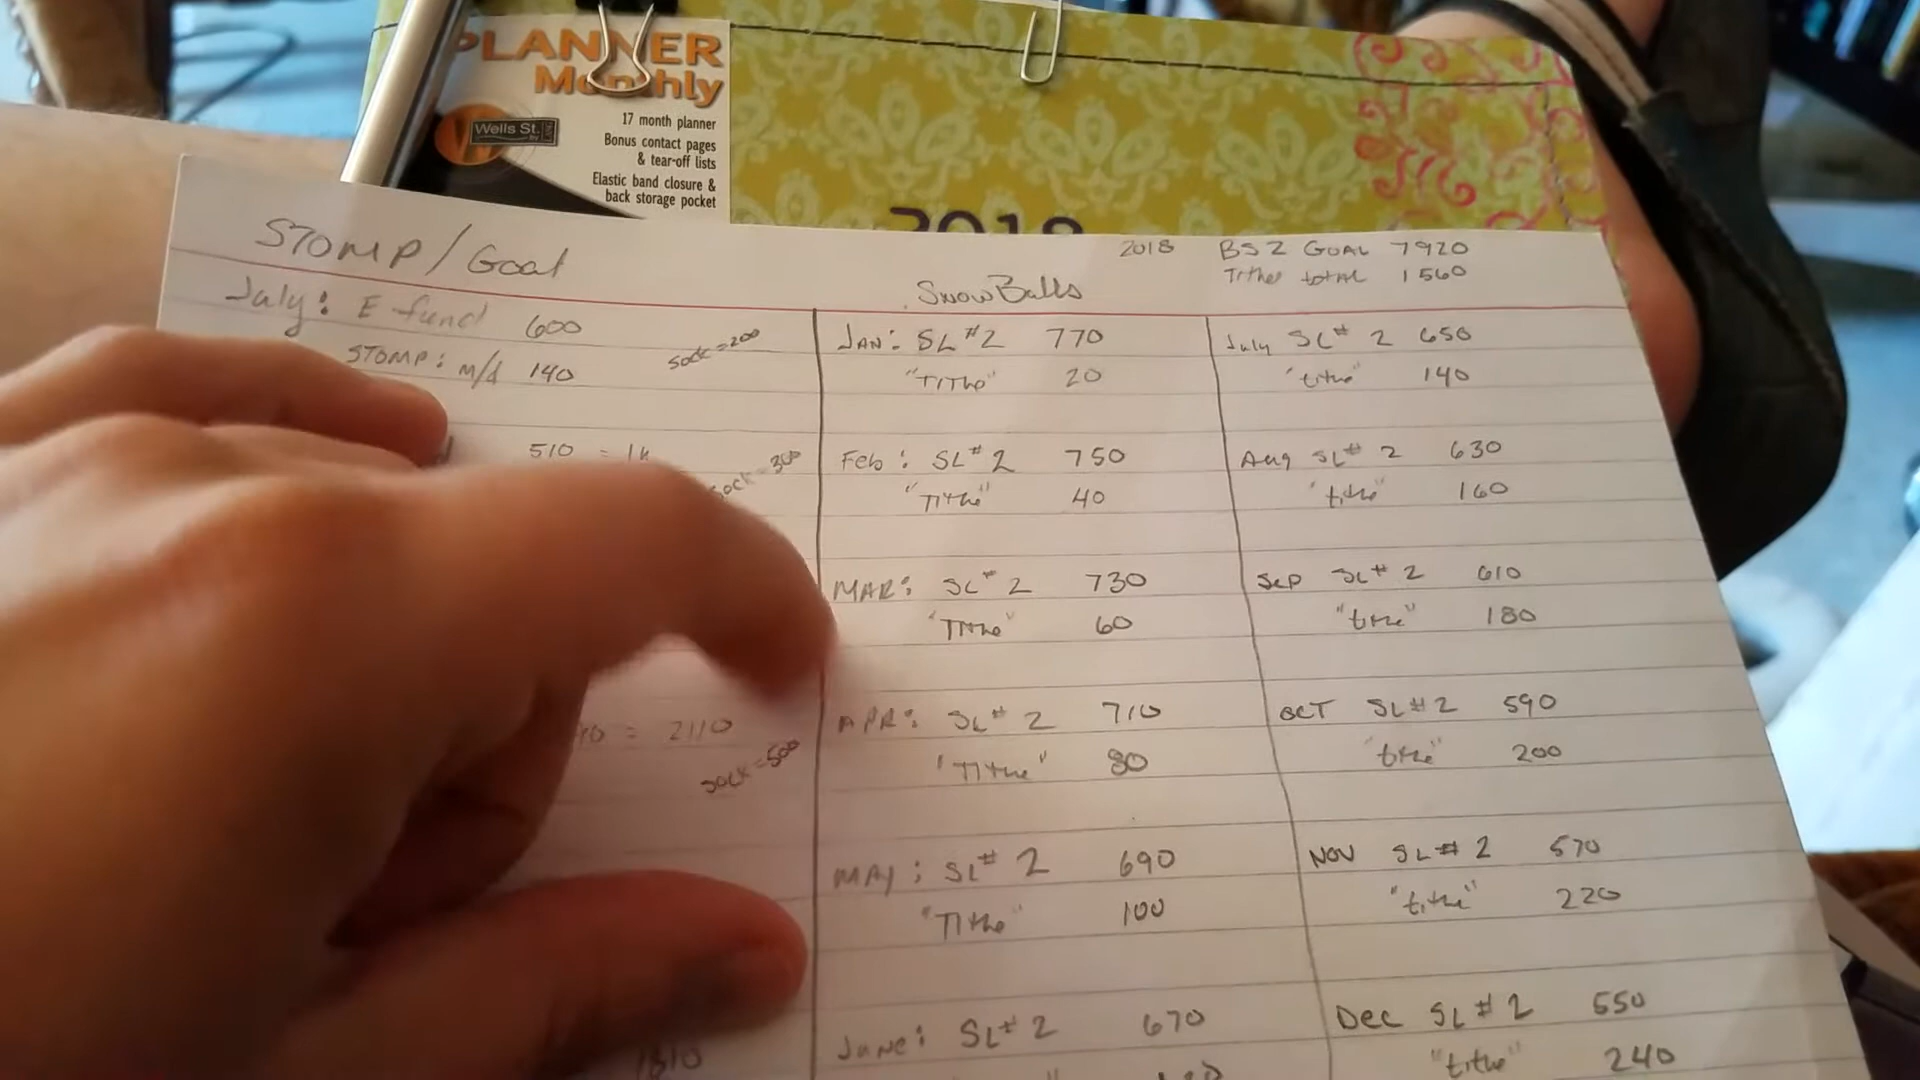 PLANNER
Monthly
Wells St.
17 month planner
Bonus contact pages
& tear-off lists
Elastic band closure &
back storage pocket
2018
STOMP/Goal
2018 BS2 GOAL 7920
Tithes total 1560
SnowBalls
July: E-fund 600
STOMP: m/d 140
Sock=200
510 = 1k
Sock=300
= 2110
Sock=500
1810
JAN: SL #2 770
"Tithe" 20
Feb: SL #2 750
"Tithe" 40
MAR: SL #2 730
"Tithe" 60
APR: SL #2 710
"Tithe" 80
MAY: SL #2 690
"Tithe" 100
June: SL #2 670
July SL #2 650
"tithe" 140
Aug SL #2 630
"tithe" 160
Sep SL #2 610
"tithe" 180
OCT SL #2 590
"tithe" 200
NOV SL #2 570
"tithe" 220
Dec SL #2 550
"tithe" 240